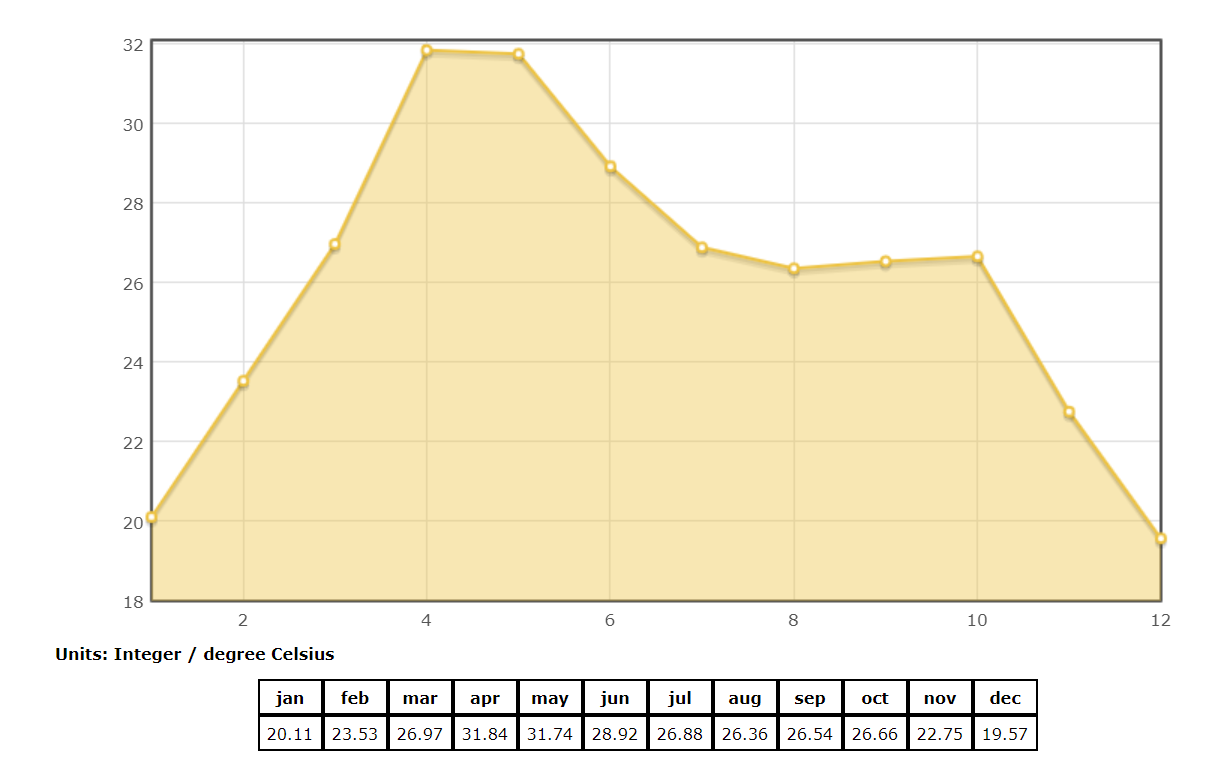 32
30
28
26
24
22
20
18
2 4 6 8 10 12
Units: Integer / degree Celsius
jan feb mar apr may jun jul aug sep oct nov dec
20.11 23.53 26.97 31.84 31.74 28.92 26.88 26.36 26.54 26.66 22.75 19.57